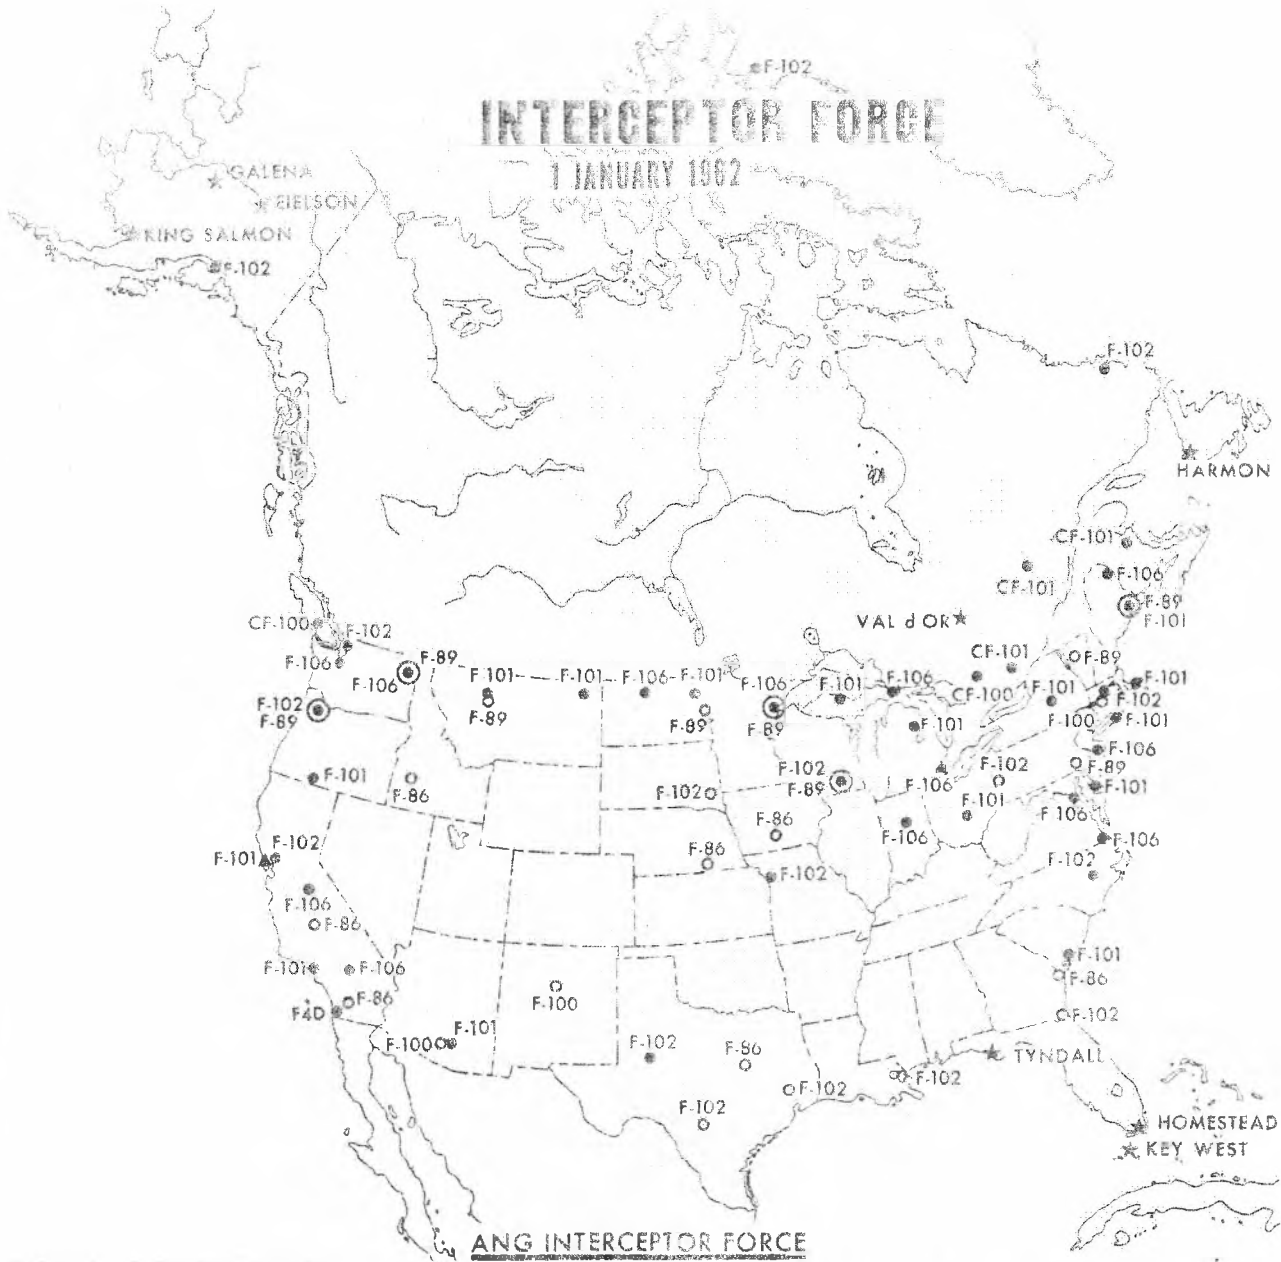 F-102
INTERCEPTOR FORCE
1 JANUARY 1962
GALENA
EIELSON
KING SALMON
F-102
F-102
HARMON
CF-101
CF-101
F-106
F-89
F-101
VAL d OR
CF-100
F-102
F-106
F-89
F-106
F-102
F-89
F-101
F-89
F-101
F-106
F-101
F-89
F-106
F-89
F-101
F-106
CF-101
CF-100
F-89
F-101
F-101
F-102
F-100
F-101
F-101
F-106
F-89
F-101
F-102
F-106
F-101
F-106
F-106
F-106
F-102
F-89
F-102
F-101
F-86
F-86
F-86
F-102
F-102
F-101
F-102
F-106
F-86
F-101
F-106
F-101
F-86
F-86
F4D
F-100
F-102
F-101
F-100
F-102
F-86
TYNDALL
F-102
F-102
F-102
HOMESTEAD
KEY WEST
ANG INTERCEPTOR FORCE